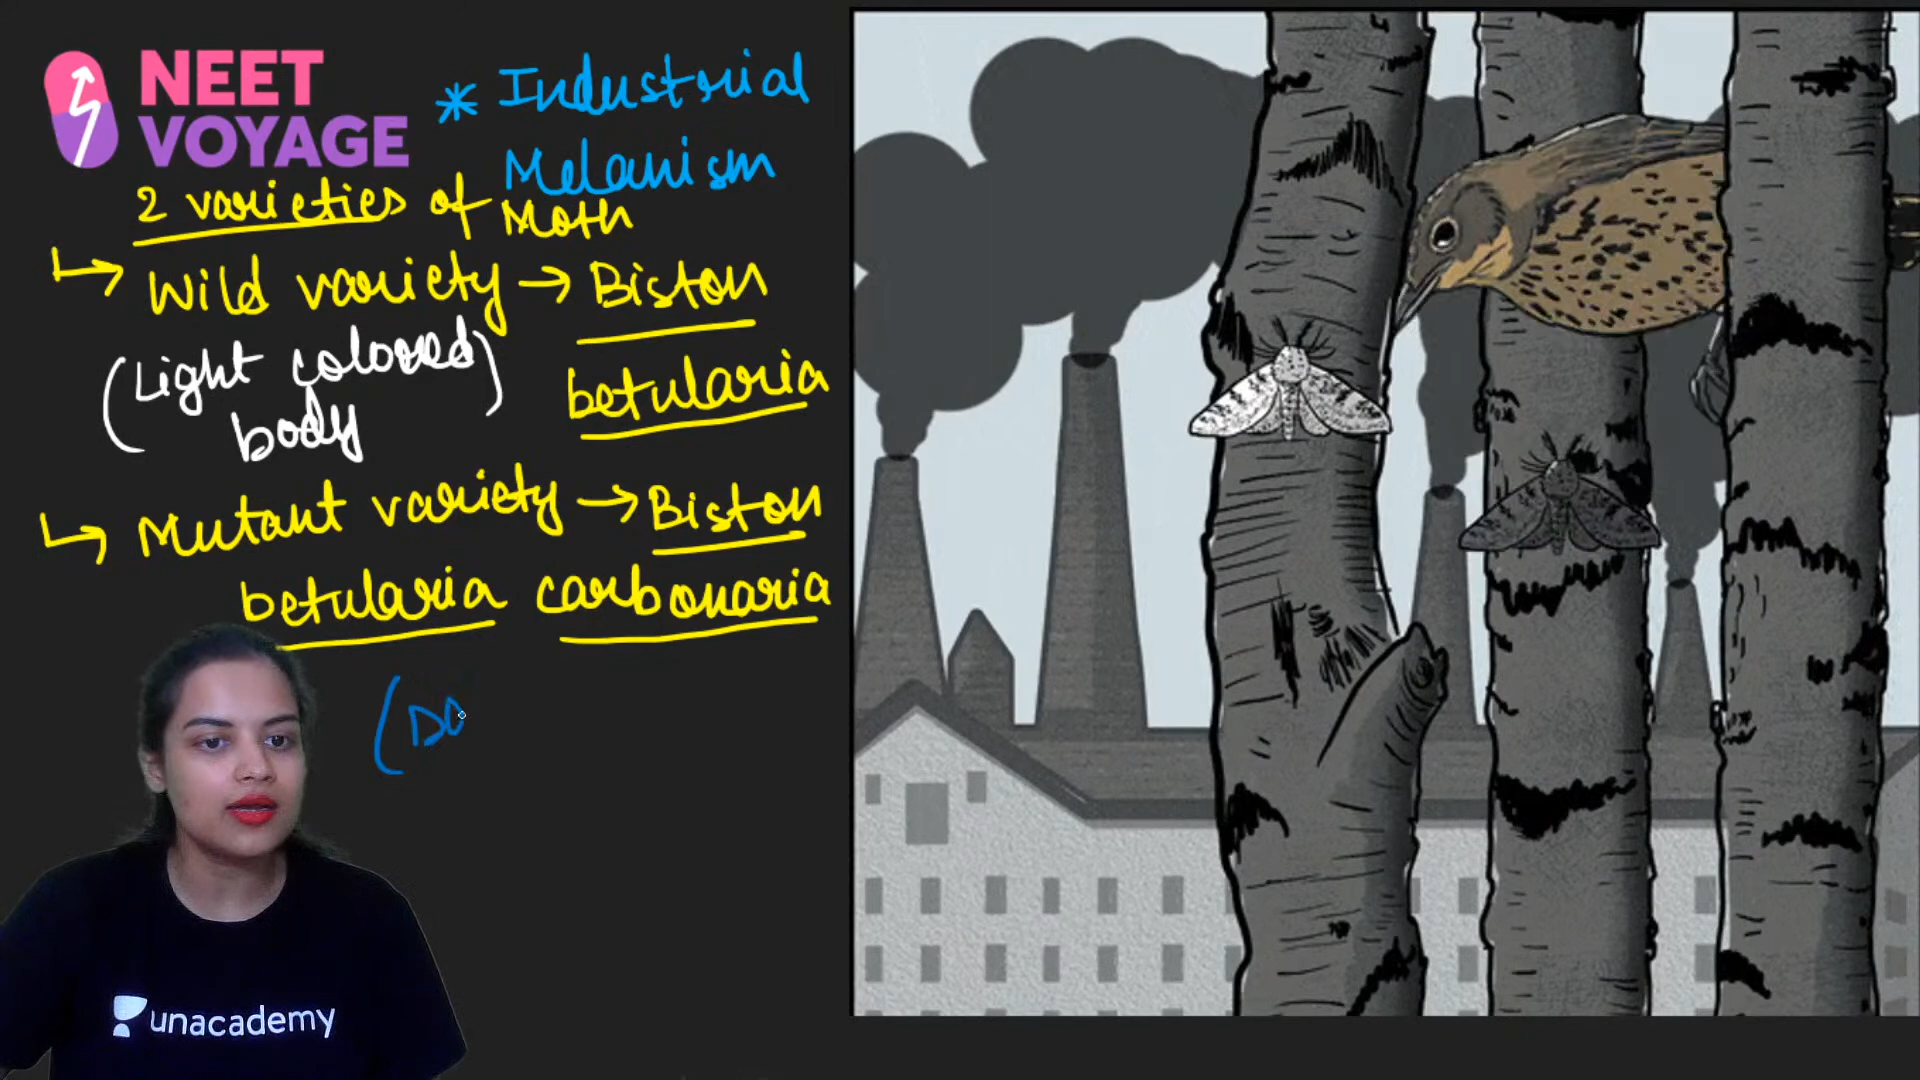 NEET
VOYAGE
* Industrial
Melanism
2 varieties of Moth
↳ Wild variety → Biston
(Light colored betularia
body
↳ Mutant variety → Biston
betularia carbonaria
(Da
unacademy